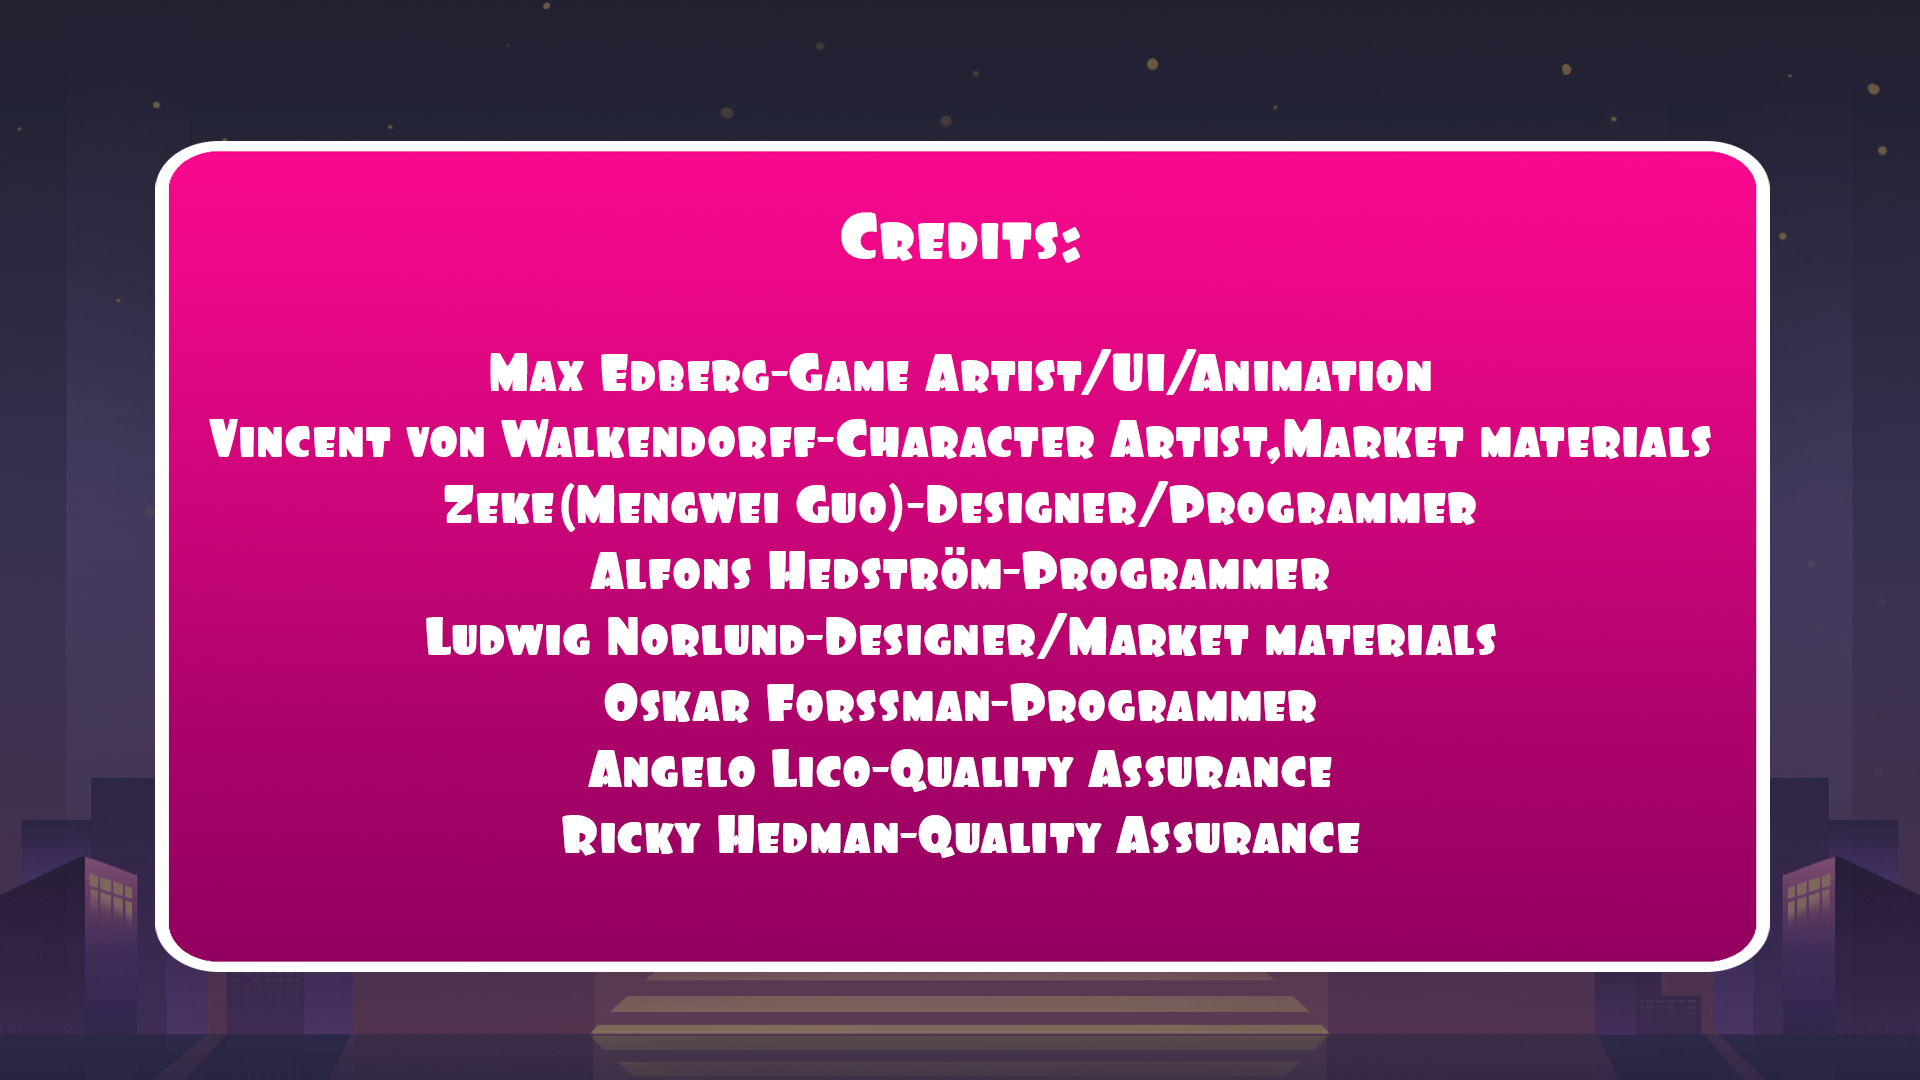 Credits:
Max Edberg-Game Artist/UI/Animation
Vincent von Walkendorff-Character Artist,Market materials
Zeke(Mengwei Guo)-Designer/Programmer
Alfons Hedström-Programmer
Ludwig Norlund-Designer/Market materials
Oskar Forssman-Programmer
Angelo Lico-Quality Assurance
Ricky Hedman-Quality Assurance